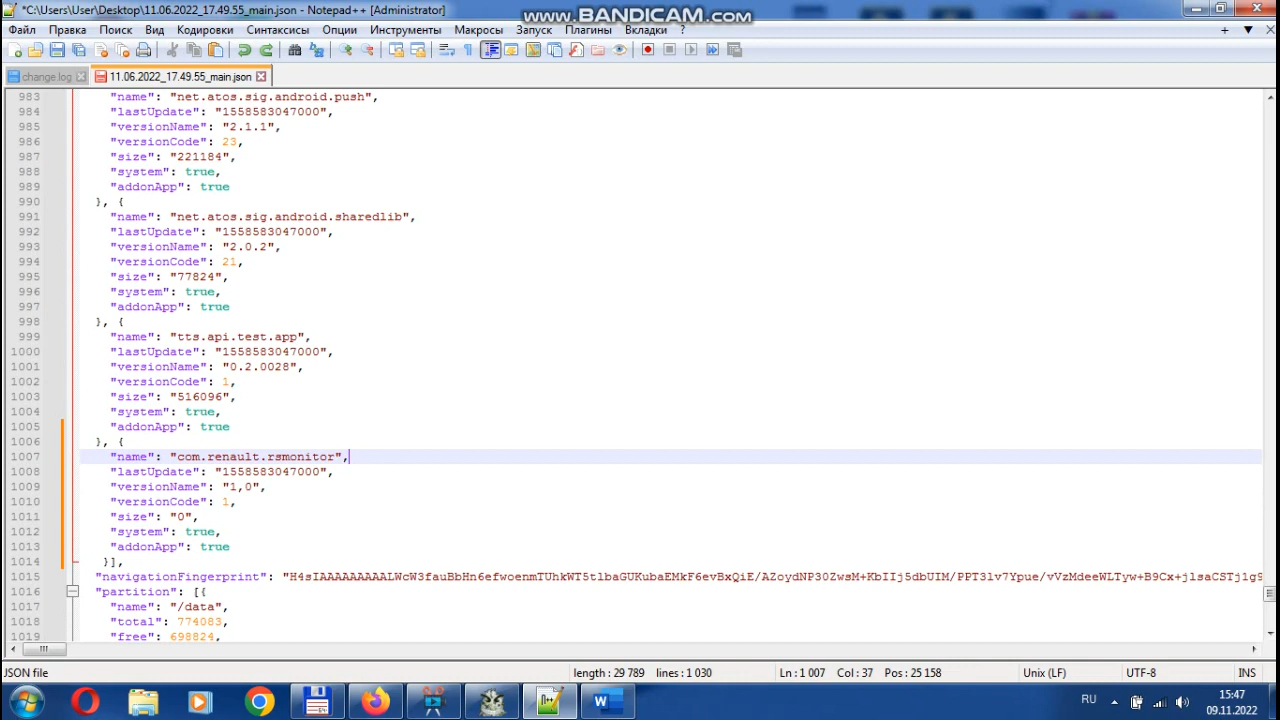 *C:\Users\User\Desktop\11.06.2022_17.49.55_main.json - Notepad++ [Administrator]
www.BANDICAM.com
Файл Правка Поиск Вид Кодировки Синтаксисы Опции Инструменты Макросы Запуск Плагины Вкладки ?
change.log 11.06.2022_17.49.55_main.json
983 "name": "net.atos.sig.android.push",
984 "lastUpdate": "1558583047000",
985 "versionName": "2.1.1",
986 "versionCode": 23,
987 "size": "221184",
988 "system": true,
989 "addonApp": true
990 }, {
991 "name": "net.atos.sig.android.sharedlib",
992 "lastUpdate": "1558583047000",
993 "versionName": "2.0.2",
994 "versionCode": 21,
995 "size": "77824",
996 "system": true,
997 "addonApp": true
998 }, {
999 "name": "tts.api.test.app",
1000 "lastUpdate": "1558583047000",
1001 "versionName": "0.2.0028",
1002 "versionCode": 1,
1003 "size": "516096",
1004 "system": true,
1005 "addonApp": true
1006 }, {
1007 "name": "com.renault.rsmonitor",
1008 "lastUpdate": "1558583047000",
1009 "versionName": "1,0",
1010 "versionCode": 1,
1011 "size": "0",
1012 "system": true,
1013 "addonApp": true
1014 }],
1015 "navigationFingerprint": "H4sIAAAAAAAALWcW3fauBbHn6efwoenmTUhkWT5tlbaGUKubaEMkF6evBxQiE/AZoydNP30ZwsM+KbIIj5dbUIM/PPT3lv7Ypue/vVzMdeeWLTyw+B9Cx+jlsaCSTjlg9
1016 "partition": [{
1017 "name": "/data",
1018 "total": 774083,
1019 "free": 698824,
JSON file length : 29 789 lines : 1 030 Ln : 1 007 Col : 37 Pos : 25 158 Unix (LF) UTF-8 INS
RU 15:47
09.11.2022